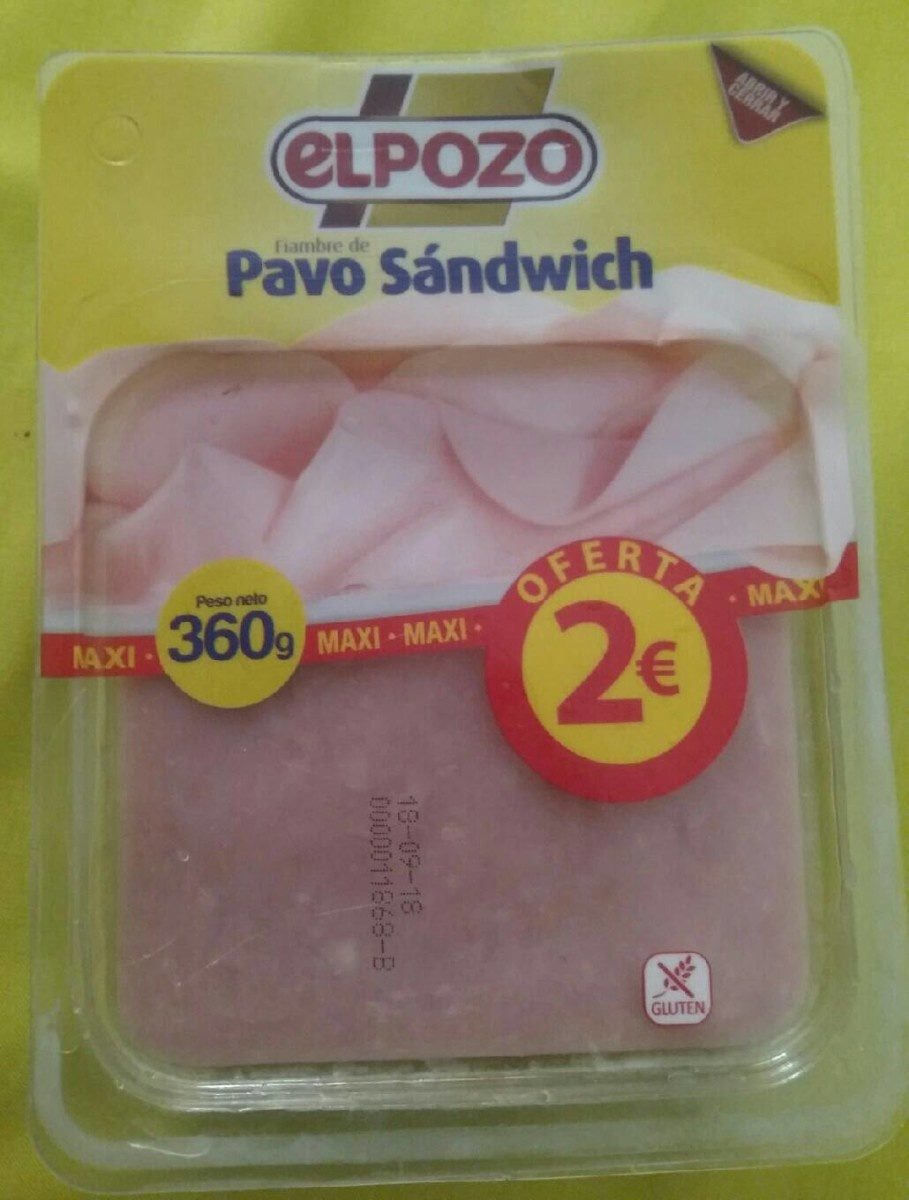 ABRIR Y
CERRAR
ELPOZO
Fiambre de
Pavo Sándwich
OFERTA
2€
Peso neto
360g
MAXI · MAXI · MAXI · · MAXI
18-09-18
0000011868-B
GLUTEN